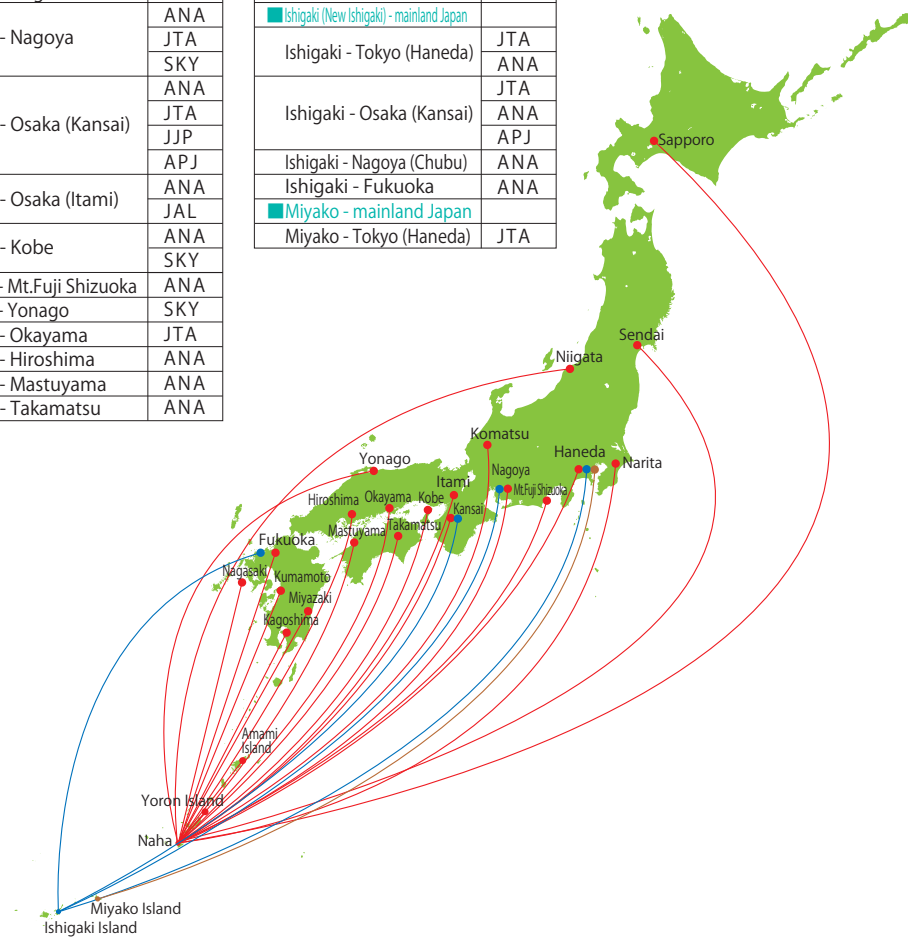 ANA
- Nagoya JTA
SKY
ANA
- Osaka (Kansai) JTA
JJP
APJ
- Osaka (Itami) ANA
JAL
- Kobe ANA
SKY
- Mt.Fuji Shizuoka ANA
- Yonago SKY
- Okayama JTA
- Hiroshima ANA
- Mastuyama ANA
- Takamatsu ANA
■Ishigaki (New Ishigaki) - mainland Japan
Ishigaki - Tokyo (Haneda) JTA
ANA
JTA
Ishigaki - Osaka (Kansai) ANA
APJ
Ishigaki - Nagoya (Chubu) ANA
Ishigaki - Fukuoka ANA
■Miyako - mainland Japan
Miyako - Tokyo (Haneda) JTA
Sapporo
Sendai
Niigata
Komatsu
Haneda
Narita
Yonago
Itami
Nagoya
Mt.Fuji Shizuoka
Hiroshima
Okayama
Kobe
Kansai
Mastuyama
Takamatsu
Fukuoka
Nagasaki
Kumamoto
Miyazaki
Kagoshima
Amami
Island
Yoron Island
Naha
Miyako Island
Ishigaki Island